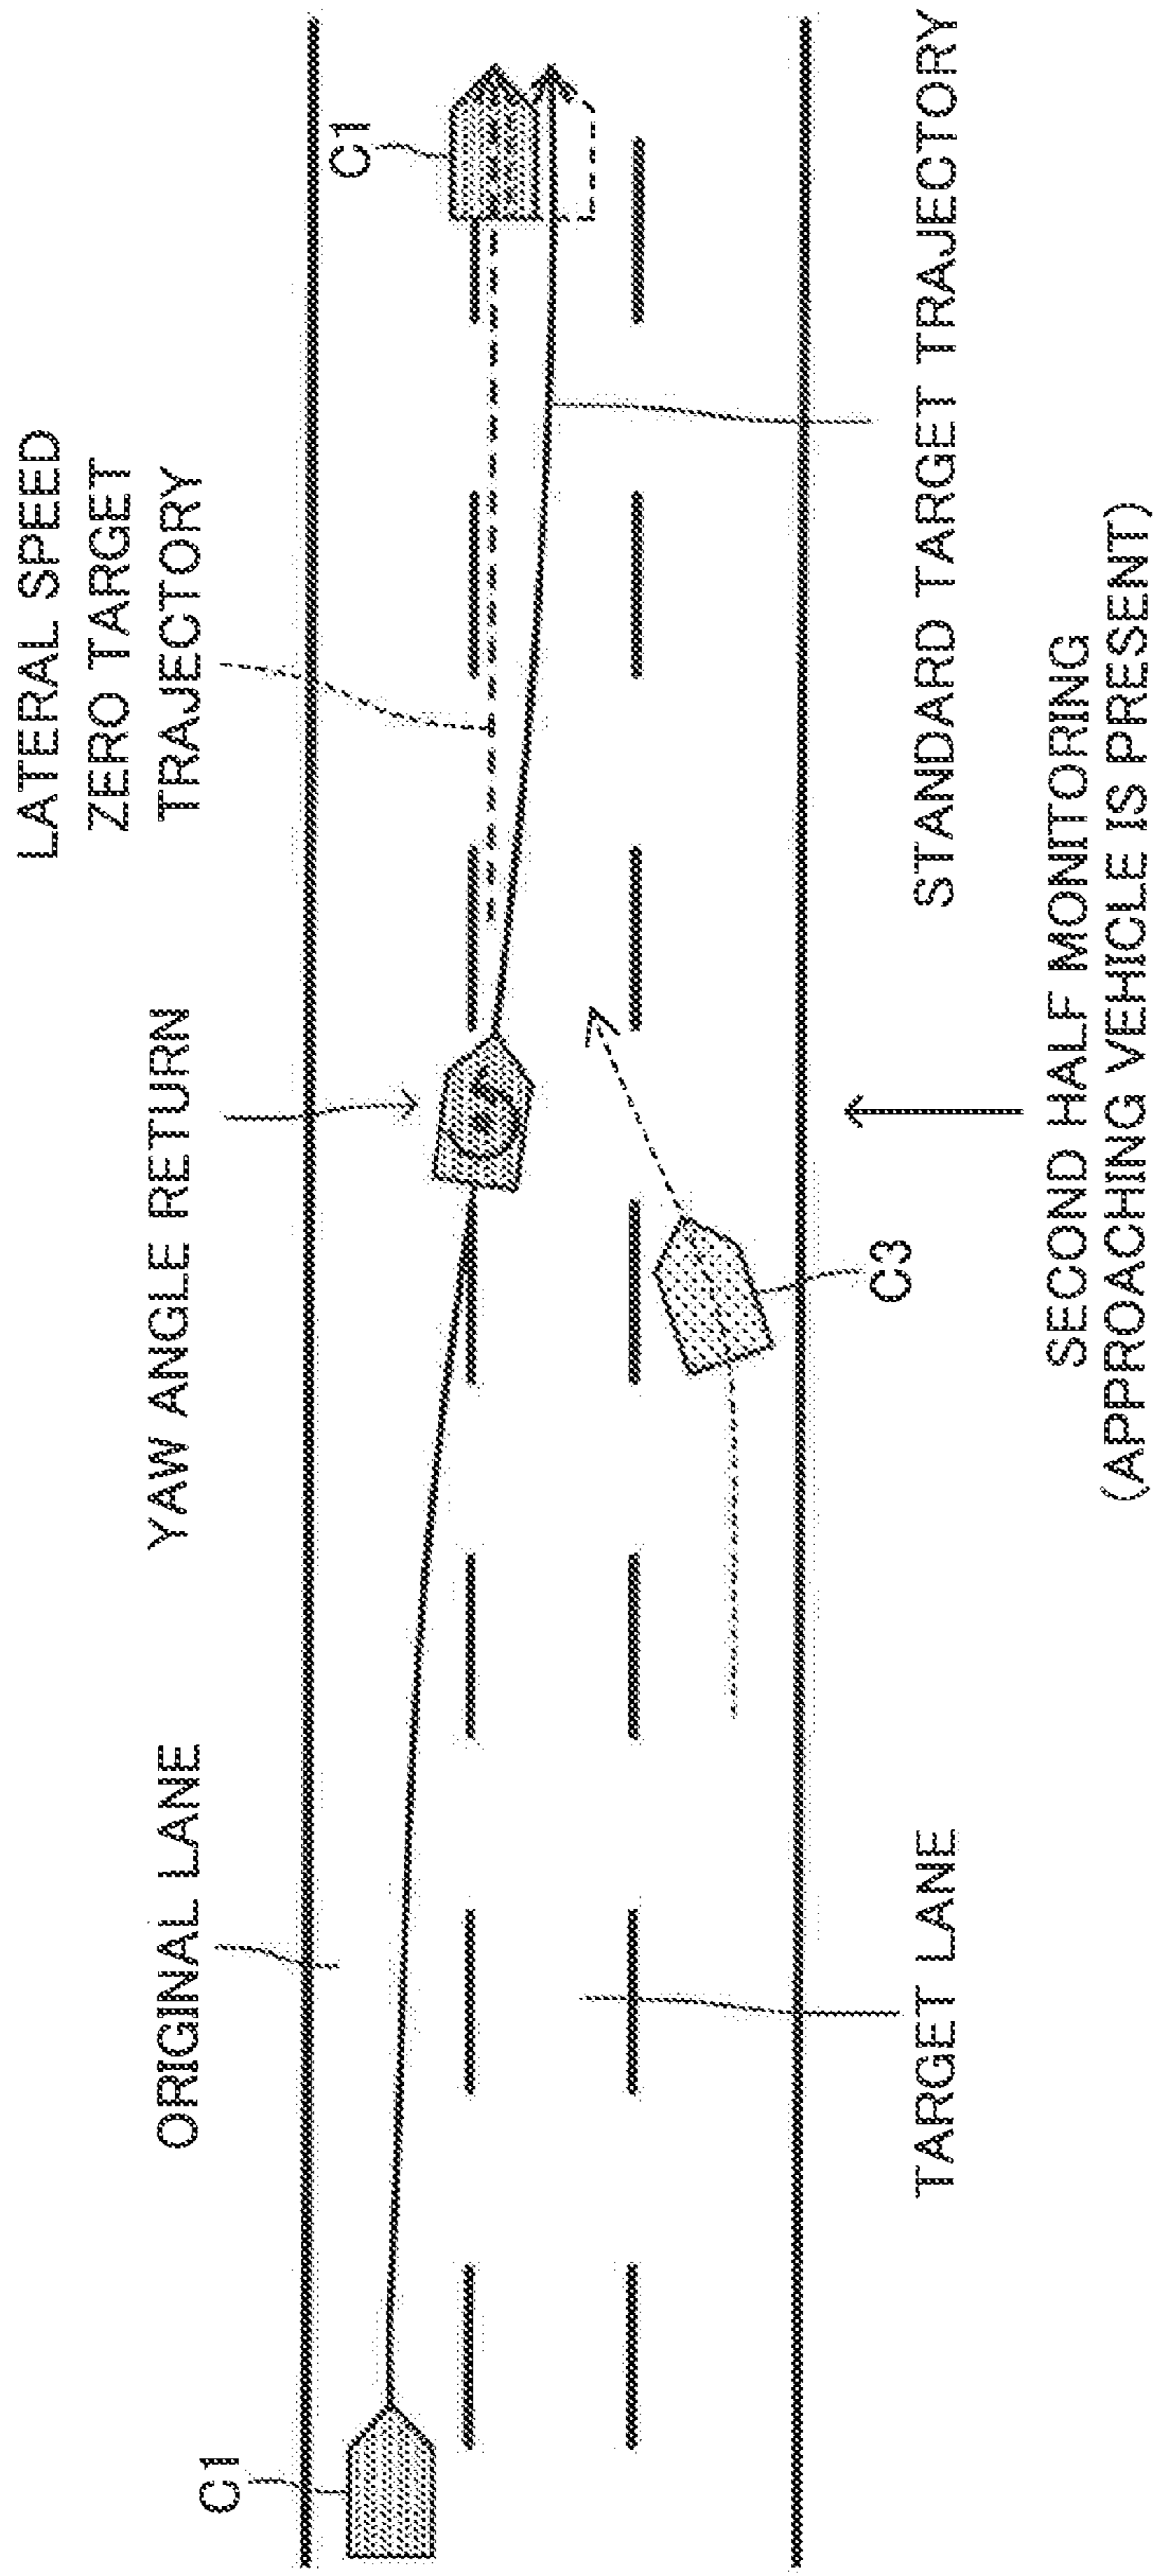 LATERAL SPEED
ZERO TARGET
TRAJECTORY
YAW ANGLE RETURN
ORIGINAL LANE
C1
C1
C3
STANDARD TARGET TRAJECTORY
TARGET LANE
SECOND HALF MONITORING
(APPROACHING VEHICLE IS PRESENT)